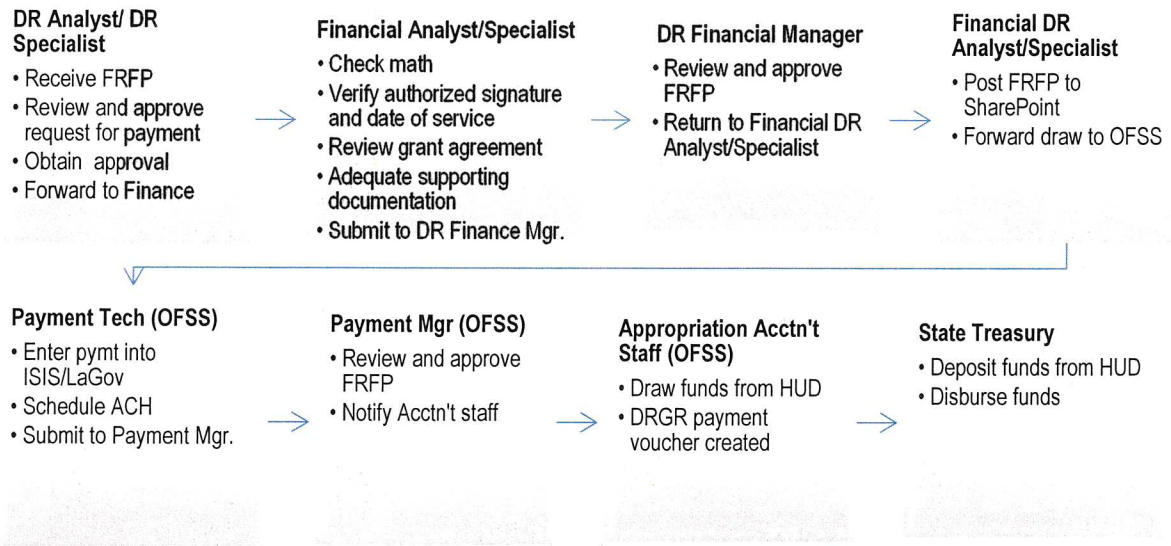 DR Analyst/ DR
Specialist
• Receive FRFP
• Review and approve
request for payment
• Obtain approval
• Forward to Finance
Financial Analyst/Specialist
• Check math
• Verify authorized signature
and date of service
• Review grant agreement
• Adequate supporting
documentation
• Submit to DR Finance Mgr.
DR Financial Manager
• Review and approve
FRFP
• Return to Financial DR
Analyst/Specialist
Financial DR
Analyst/Specialist
• Post FRFP to
SharePoint
• Forward draw to OFSS
Payment Tech (OFSS)
• Enter pymt into
ISIS/LaGov
• Schedule ACH
• Submit to Payment Mgr.
Payment Mgr (OFSS)
• Review and approve
FRFP
• Notify Acctn't staff
Appropriation Acctn't
Staff (OFSS)
• Draw funds from HUD
• DRGR payment
voucher created
State Treasury
• Deposit funds from HUD
• Disburse funds